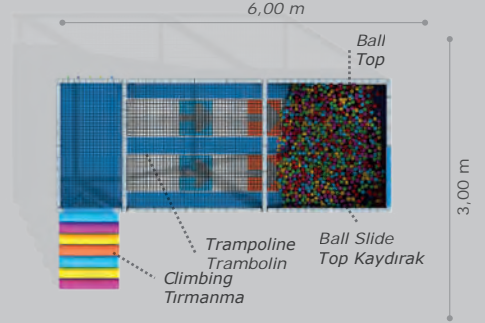 6,00 m
Ball
Top
3,00 m
Trampoline
Trambolin
Ball Slide
Top Kaydırak
Climbing
Tırmanma